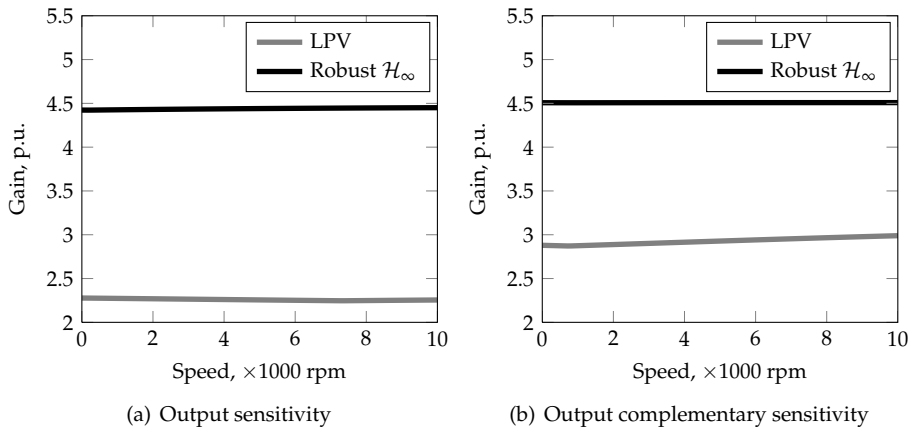 5.5
5
4.5
4
3.5
3
2.5
2
0 2 4 6 8 10
Gain, p.u.
Speed, ×1000 rpm
LPV
Robust ℋ∞
(a) Output sensitivity
5.5
5
4.5
4
3.5
3
2.5
2
0 2 4 6 8 10
Gain, p.u.
Speed, ×1000 rpm
LPV
Robust ℋ∞
(b) Output complementary sensitivity